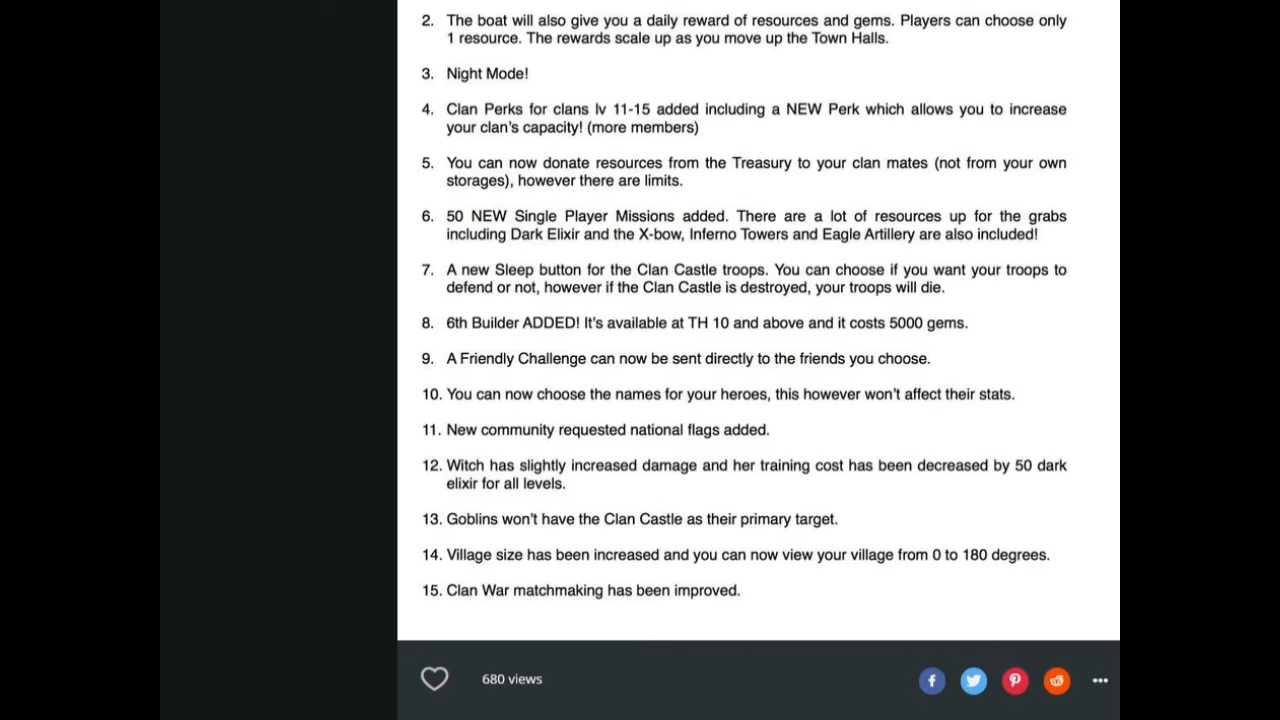 2. The boat will also give you a daily reward of resources and gems. Players can choose only
1 resource. The rewards scale up as you move up the Town Halls.
3. Night Mode!
4. Clan Perks for clans lv 11-15 added including a NEW Perk which allows you to increase
your clan's capacity! (more members)
5. You can now donate resources from the Treasury to your clan mates (not from your own
storages), however there are limits.
6. 50 NEW Single Player Missions added. There are a lot of resources up for the grabs
including Dark Elixir and the X-bow, Inferno Towers and Eagle Artillery are also included!
7. A new Sleep button for the Clan Castle troops. You can choose if you want your troops to
defend or not, however if the Clan Castle is destroyed, your troops will die.
8. 6th Builder ADDED! It's available at TH 10 and above and it costs 5000 gems.
9. A Friendly Challenge can now be sent directly to the friends you choose.
10. You can now choose the names for your heroes, this however won't affect their stats.
11. New community requested national flags added.
12. Witch has slightly increased damage and her training cost has been decreased by 50 dark
elixir for all levels.
13. Goblins won't have the Clan Castle as their primary target.
14. Village size has been increased and you can now view your village from 0 to 180 degrees.
15. Clan War matchmaking has been improved.
680 views